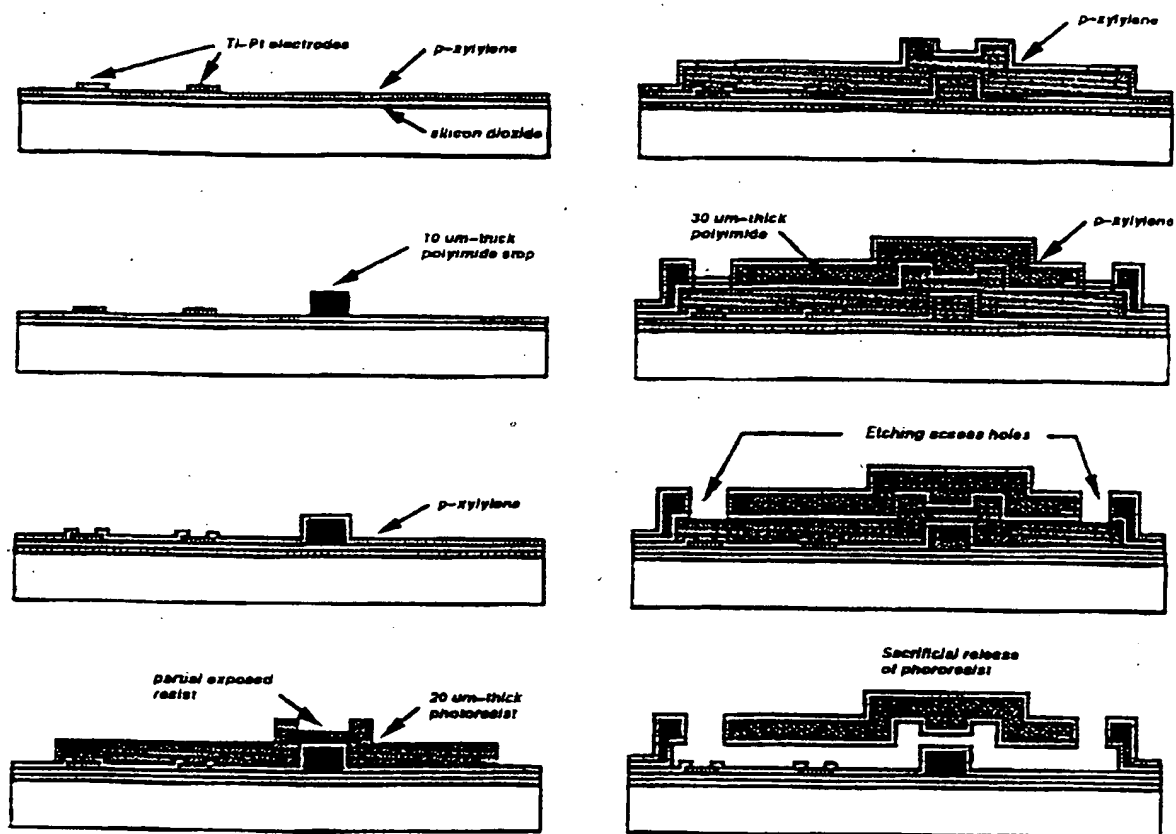 Ti-Pt electrodes
p-xylylene
silicon dioxide
10 um-thick
polyimide stop
p-xylylene
partial exposed
resist
20 um-thick
photoresist
p-xylylene
30 um-thick
polyimide
p-xylylene
Etching access holes
Sacrificial release
of photoresist